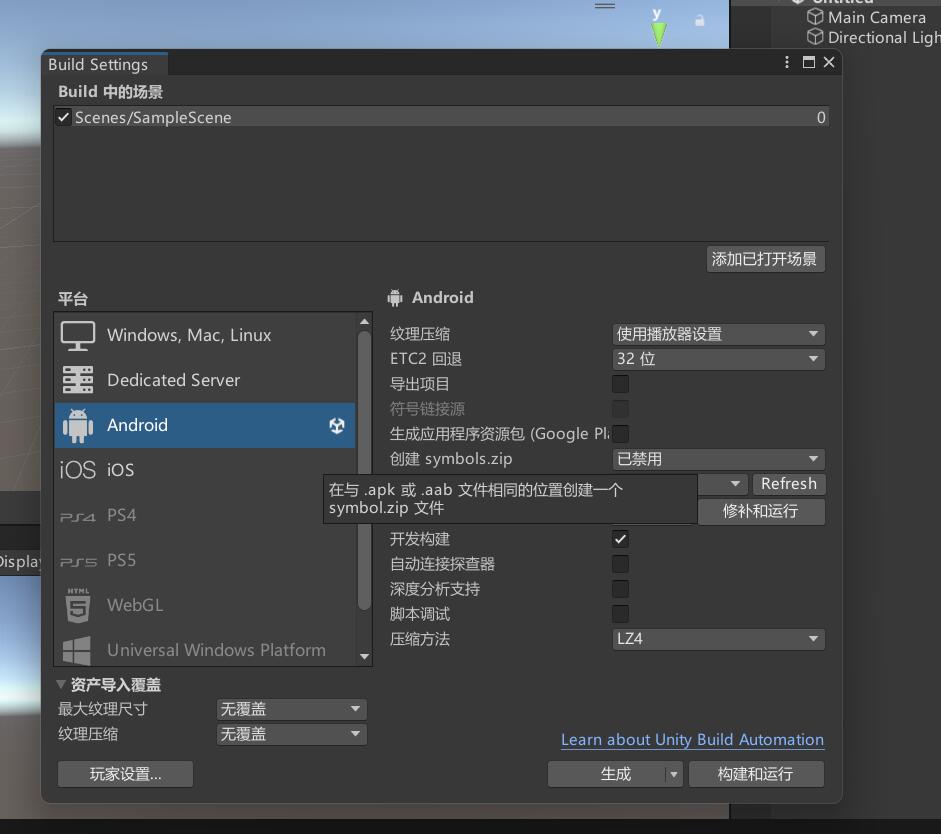 y
Main Camera
Directional Ligh
Build Settings
Build 中的场景
Scenes/SampleScene 0
添加已打开场景
平台
Windows, Mac, Linux
Dedicated Server
Android
iOS iOS
PS4 PS4
PS5 PS5
HTML
WebGL
Universal Windows Platform
Android
纹理压缩 使用播放器设置
ETC2 回退 32 位
导出项目
符号链接源
生成应用程序资源包 (Google Pl
创建 symbols.zip 已禁用
Refresh
在与 .apk 或 .aab 文件相同的位置创建一个
symbol.zip 文件
修补和运行
开发构建
自动连接探查器
深度分析支持
脚本调试
压缩方法 LZ4
Display
资产导入覆盖
最大纹理尺寸 无覆盖
纹理压缩 无覆盖
Learn about Unity Build Automation
玩家设置...
生成
构建和运行